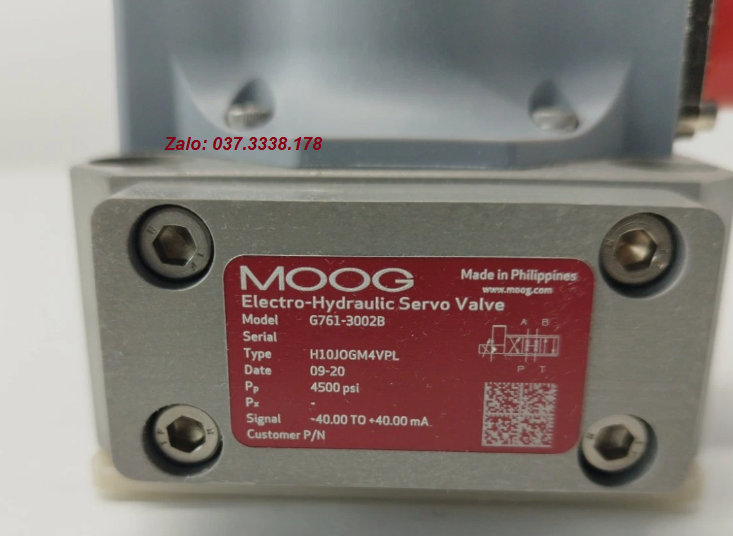 Zalo: 037.3338.178
MOOG
Made in Philippines
www.moog.com
Electro-Hydraulic Servo Valve
Model G761-3002B
Serial
Type H10JOGM4VPL
Date 09-20
Pp 4500 psi
Px -
Signal -40.00 TO +40.00 mA.
Customer P/N
A B
P T